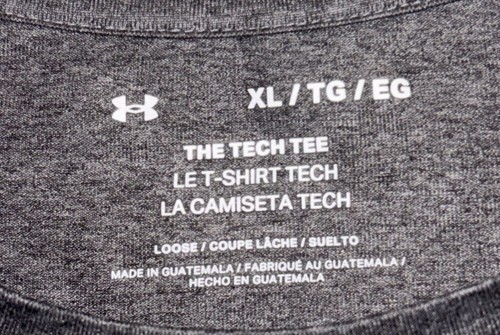 XL / TG / EG
THE TECH TEE
LE T-SHIRT TECH
LA CAMISETA TECH
LOOSE / COUPE LÂCHE / SUELTO
MADE IN GUATEMALA / FABRIQUÉ AU GUATEMALA /
HECHO EN GUATEMALA